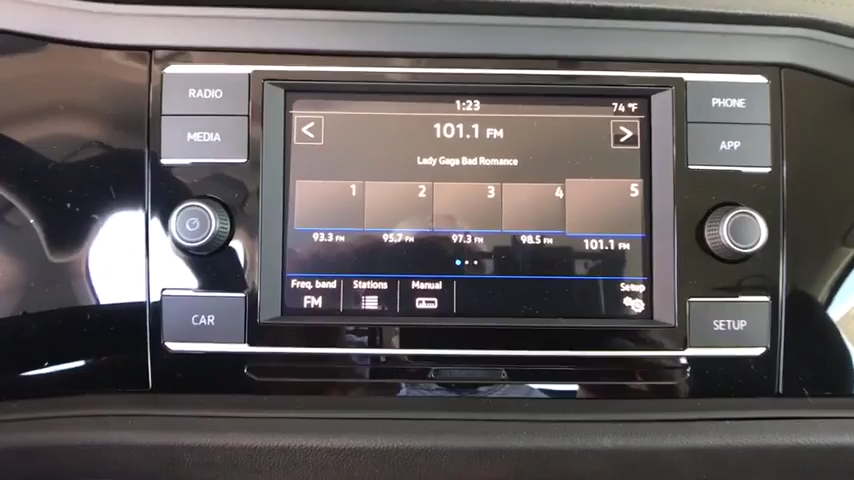 RADIO
MEDIA
CAR
1:23
74 °F
< 101.1 FM >
Lady Gaga Bad Romance
1 2 3 4 5
93.3 FM 95.7 FM 97.3 FM 98.5 FM 101.1 FM
Freq. band Stations Manual Setup
FM
PHONE
APP
SETUP